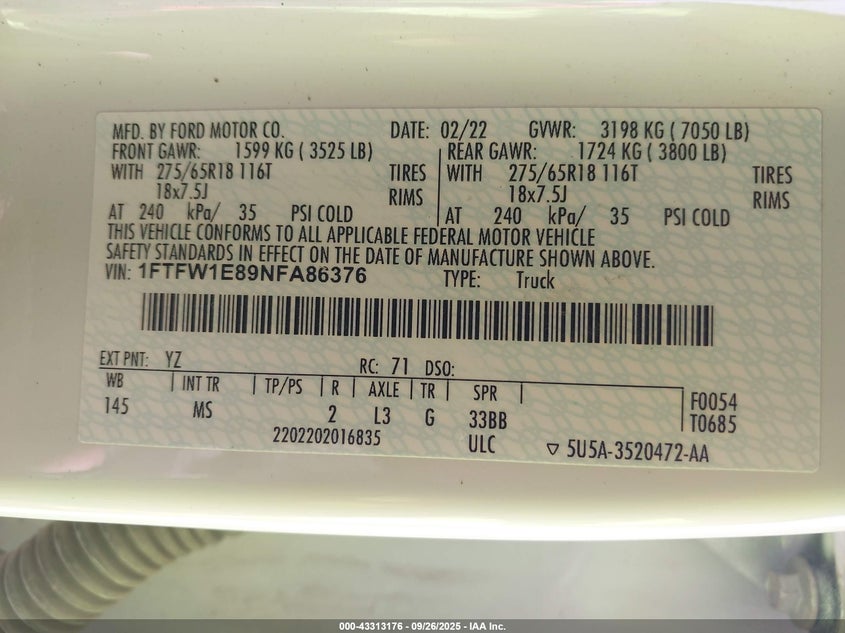 MFD. BY FORD MOTOR CO. DATE: 02/22 GVWR: 3198 KG ( 7050 LB)
FRONT GAWR: 1599 KG ( 3525 LB) REAR GAWR: 1724 KG ( 3800 LB)
WITH 275/65R18 116T TIRES WITH 275/65R18 116T TIRES
18x7.5J RIMS 18x7.5J RIMS
AT 240 kPa/ 35 PSI COLD AT 240 kPa/ 35 PSI COLD
THIS VEHICLE CONFORMS TO ALL APPLICABLE FEDERAL MOTOR VEHICLE
SAFETY STANDARDS IN EFFECT ON THE DATE OF MANUFACTURE SHOWN ABOVE.
VIN: 1FTFW1E89NFA86376 TYPE: Truck
EXT PNT: YZ RC: 71 DSO:
WB INT TR TP/PS R AXLE TR SPR F0054
145 MS 2 L3 G 33BB T0685
2202202016835 ULC 5U5A-3520472-AA
000-43313176 - 09/26/2025 - IAA Inc.